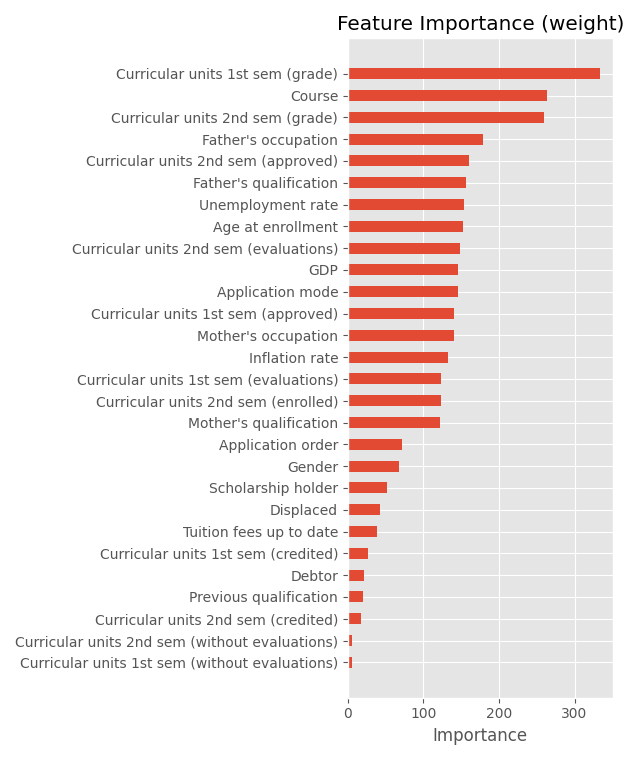 Feature Importance (weight)
Curricular units 1st sem (grade)
Course
Curricular units 2nd sem (grade)
Father's occupation
Curricular units 2nd sem (approved)
Father's qualification
Unemployment rate
Age at enrollment
Curricular units 2nd sem (evaluations)
GDP
Application mode
Curricular units 1st sem (approved)
Mother's occupation
Inflation rate
Curricular units 1st sem (evaluations)
Curricular units 2nd sem (enrolled)
Mother's qualification
Application order
Gender
Scholarship holder
Displaced
Tuition fees up to date
Curricular units 1st sem (credited)
Debtor
Previous qualification
Curricular units 2nd sem (credited)
Curricular units 2nd sem (without evaluations)
Curricular units 1st sem (without evaluations)
0 100 200 300
Importance